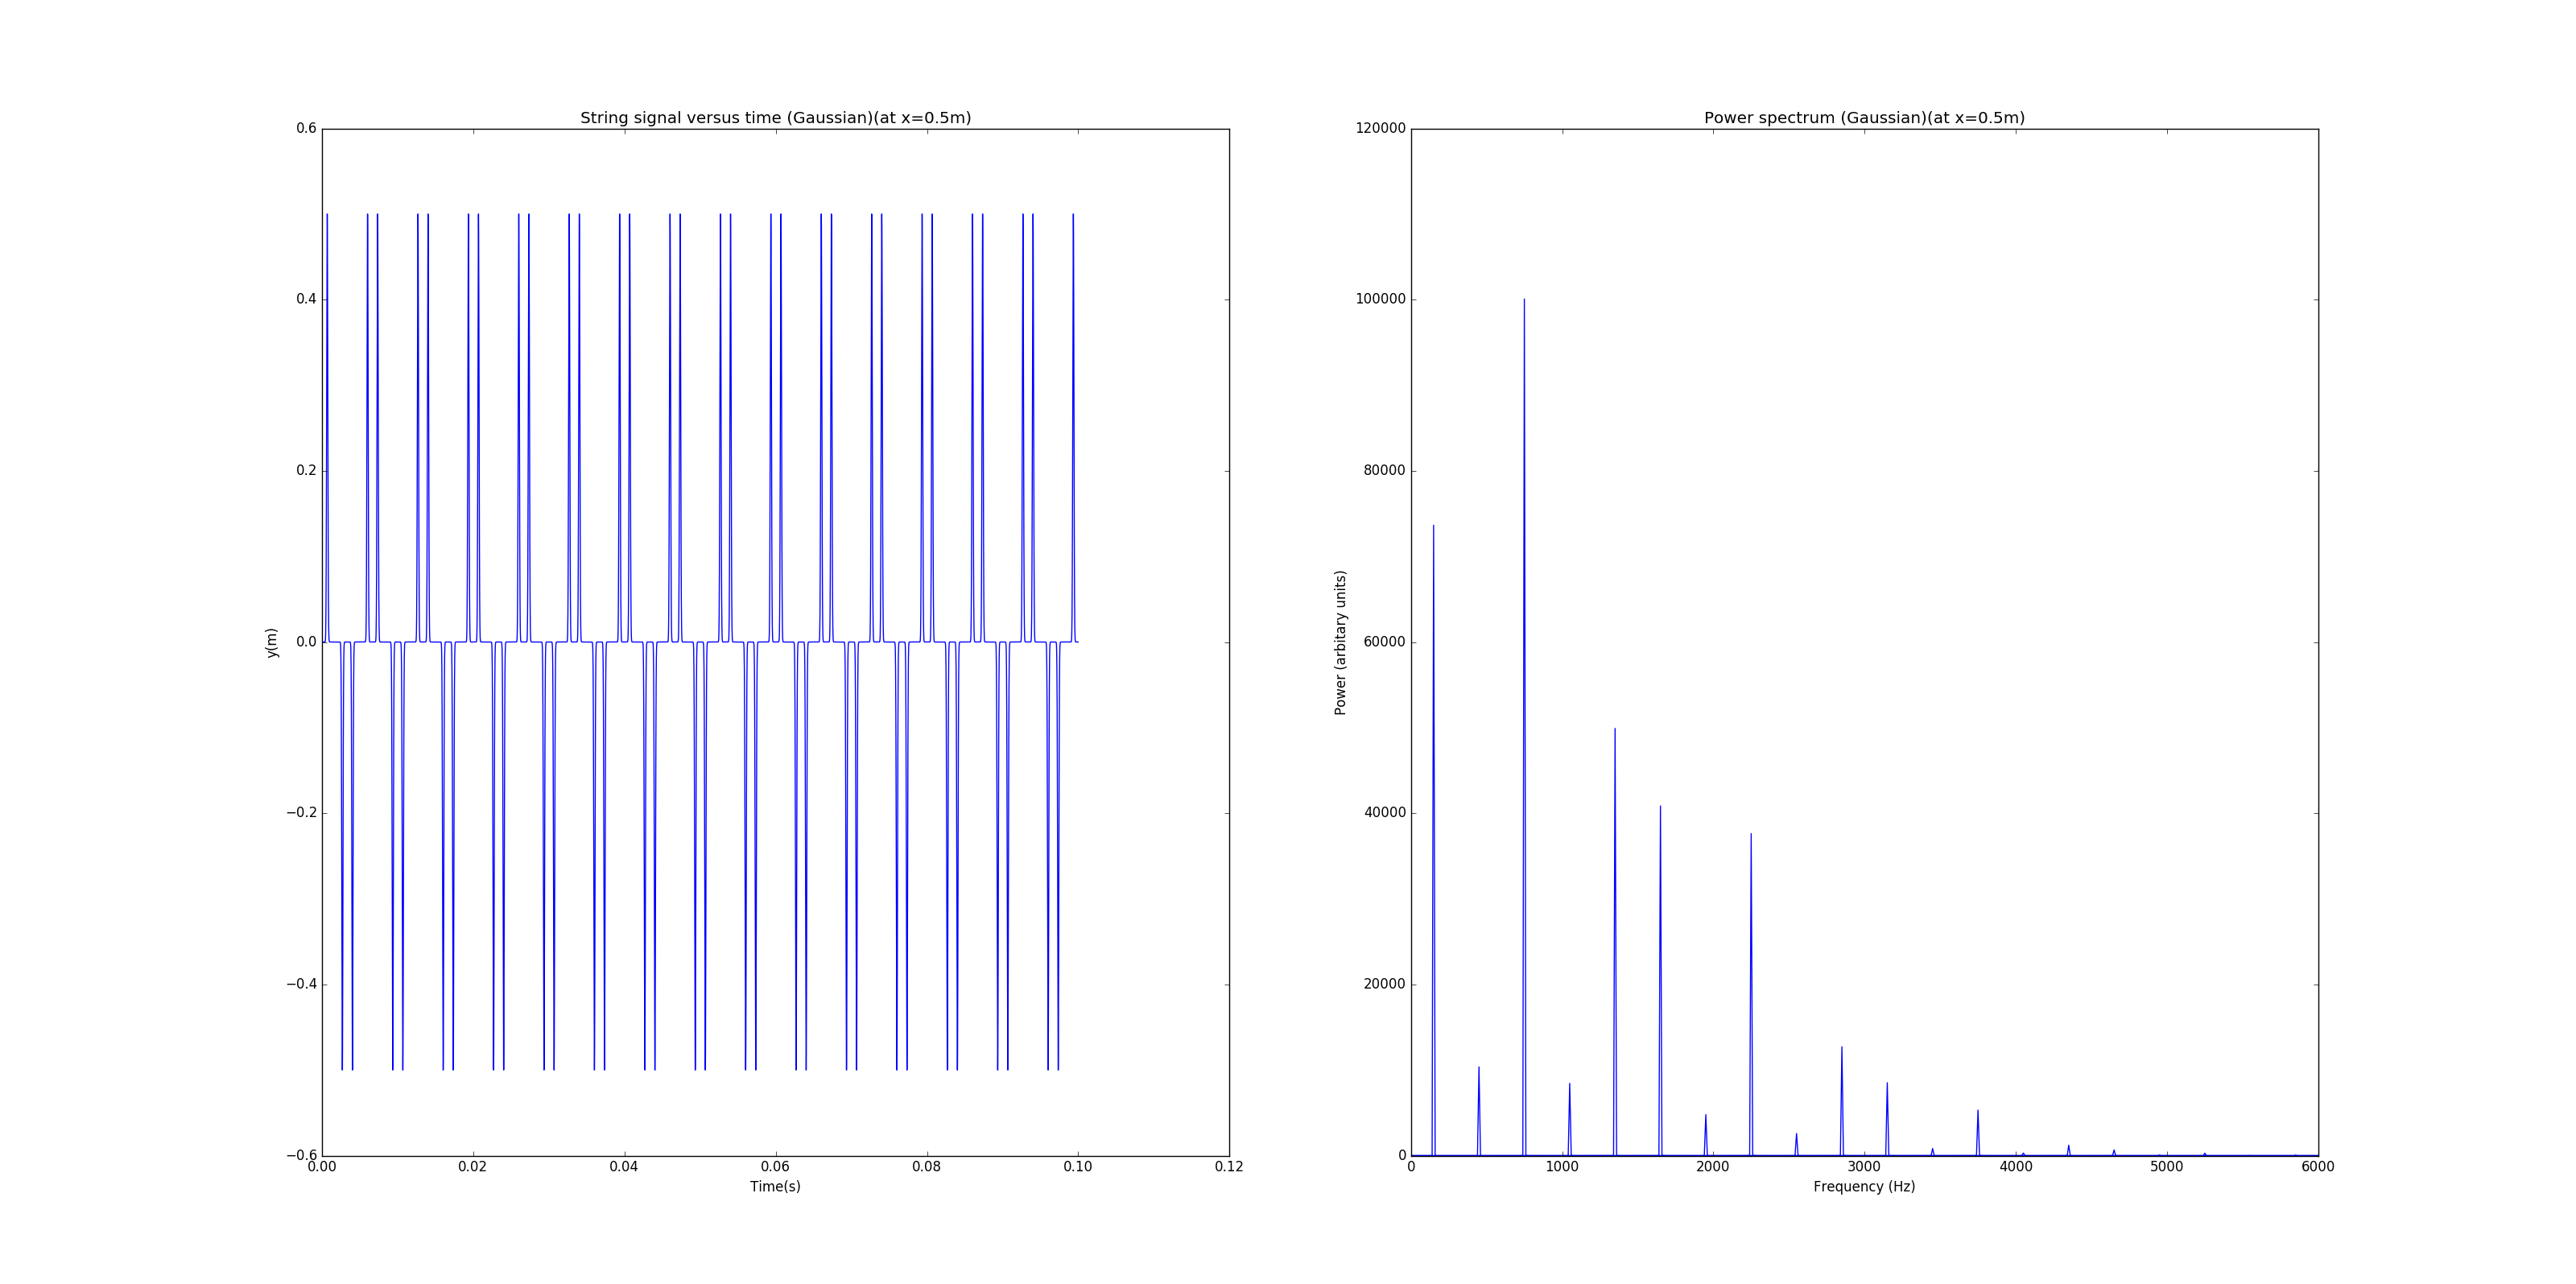 String signal versus time (Gaussian)(at x=0.5m)
0.6
0.4
0.2
0.0
−0.2
−0.4
−0.6
y(m)
0.00 0.02 0.04 0.06 0.08 0.10 0.12
Time(s)
Power spectrum (Gaussian)(at x=0.5m)
120000
100000
80000
60000
40000
20000
0
Power (arbitary units)
0 1000 2000 3000 4000 5000 6000
Frequency (Hz)